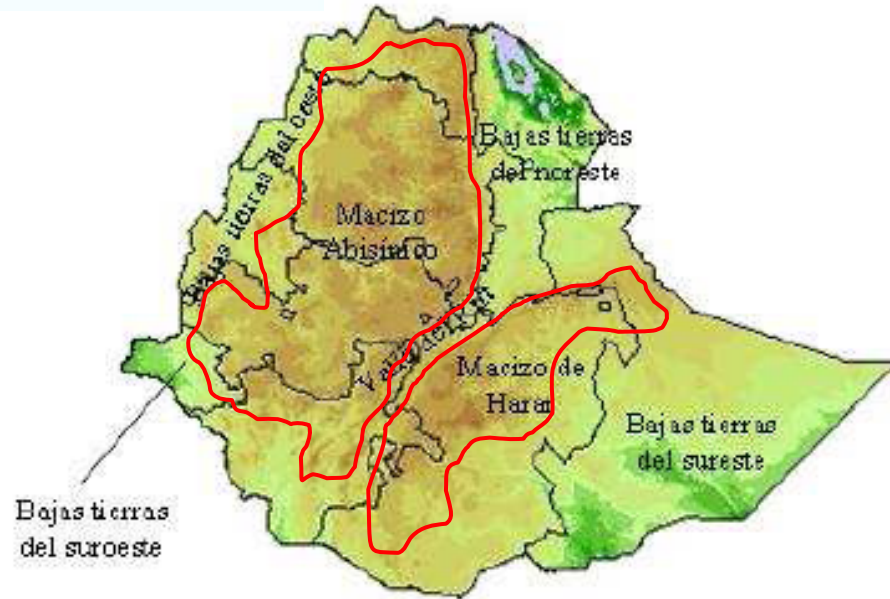 Bajas tierras del oeste
Bajas tierras
del noreste
Macizo
Abisínico
Valle del Rift
Macizo de
Harar
Bajas tierras
del sureste
Bajas tierras
del suroeste